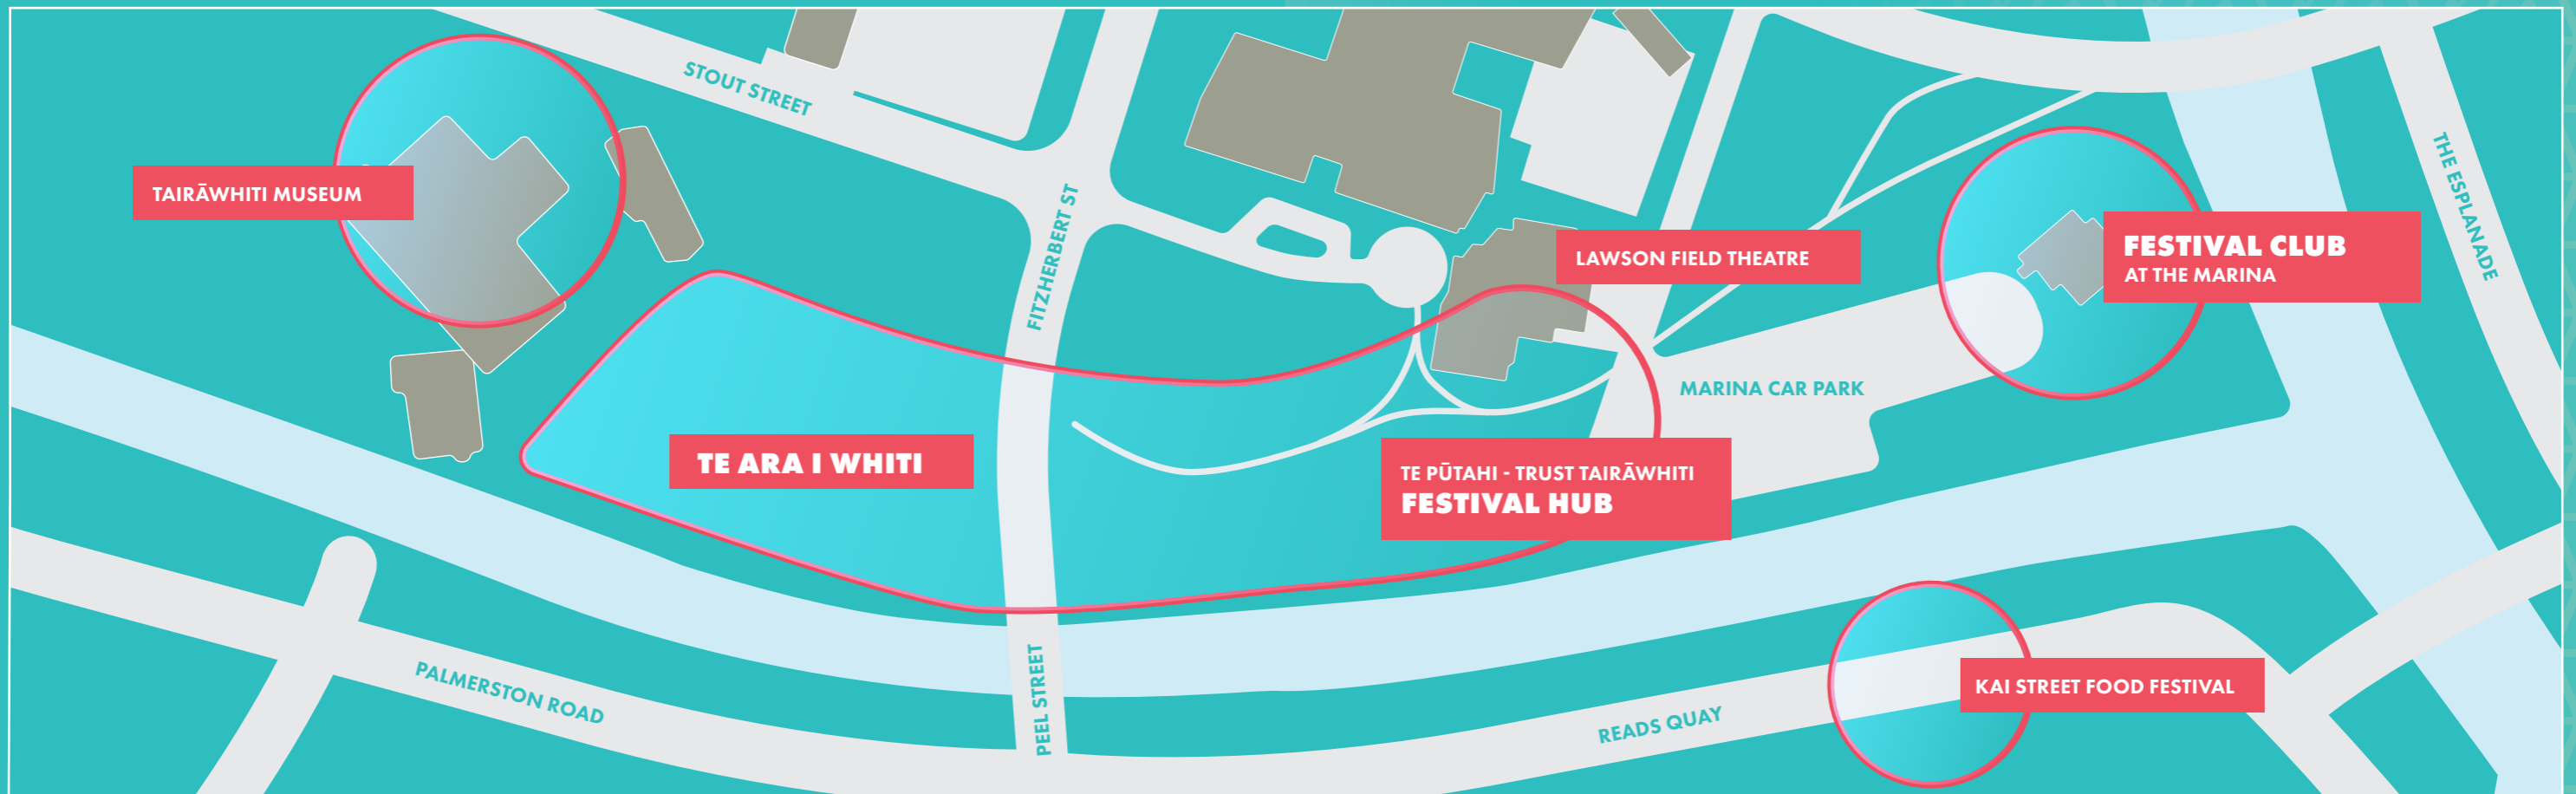 STOUT STREET
TAIRĀWHITI MUSEUM
FITZHERBERT ST
LAWSON FIELD THEATRE
FESTIVAL CLUB
AT THE MARINA
THE ESPLANADE
MARINA CAR PARK
TE ARA I WHITI
TE PŪTAHI - TRUST TAIRĀWHITI
FESTIVAL HUB
PALMERSTON ROAD
PEEL STREET
READS QUAY
KAI STREET FOOD FESTIVAL